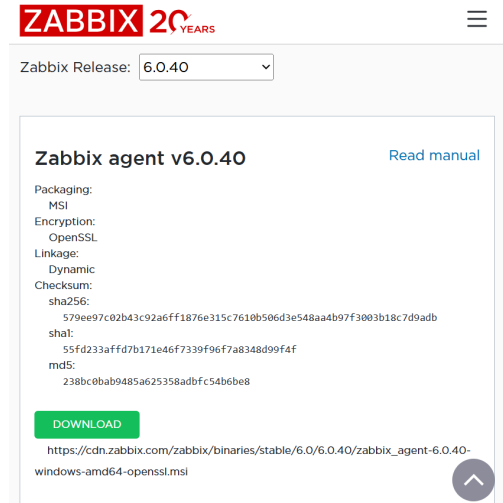 ZABBIX 20 YEARS
Zabbix Release: 6.0.40
Zabbix agent v6.0.40
Read manual
Packaging:
MSI
Encryption:
OpenSSL
Linkage:
Dynamic
Checksum:
sha256:
579ee97c02b43c92a6ff1876e315c7610b506d3e548aa4b97f3003b18c7d9adb
sha1:
55fd233affd7b171e46f7339f96f7a8348d99f4f
md5:
238bc0bab9485a625358adbfc54b6be8
DOWNLOAD
https://cdn.zabbix.com/zabbix/binaries/stable/6.0/6.0.40/zabbix_agent-6.0.40-
windows-amd64-openssl.msi